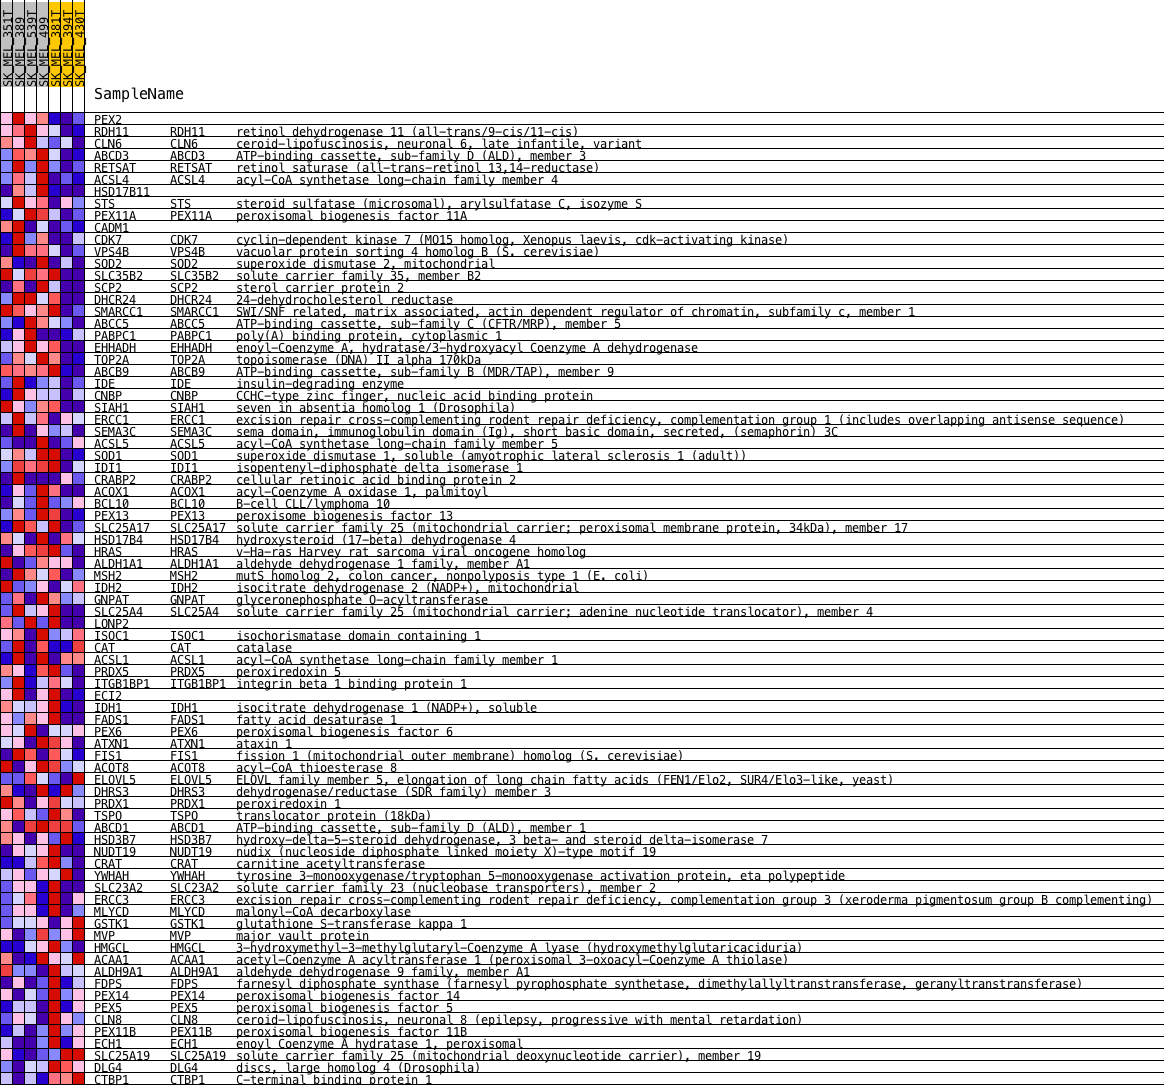 SK_MEL_351T
SK_MEL_389
SK_MEL_539T
SK_MEL_499
SK_MEL_381T
SK_MEL_394T
SK_MEL_430T
SampleName
PEX2
RDH11 RDH11 retinol dehydrogenase 11 (all-trans/9-cis/11-cis)
CLN6 CLN6 ceroid-lipofuscinosis, neuronal 6, late infantile, variant
ABCD3 ABCD3 ATP-binding cassette, sub-family D (ALD), member 3
RETSAT RETSAT retinol saturase (all-trans-retinol 13,14-reductase)
ACSL4 ACSL4 acyl-CoA synthetase long-chain family member 4
HSD17B11
STS STS steroid sulfatase (microsomal), arylsulfatase C, isozyme S
PEX11A PEX11A peroxisomal biogenesis factor 11A
CADM1
CDK7 CDK7 cyclin-dependent kinase 7 (MO15 homolog, Xenopus laevis, cdk-activating kinase)
VPS4B VPS4B vacuolar protein sorting 4 homolog B (S. cerevisiae)
SOD2 SOD2 superoxide dismutase 2, mitochondrial
SLC35B2 SLC35B2 solute carrier family 35, member B2
SCP2 SCP2 sterol carrier protein 2
DHCR24 DHCR24 24-dehydrocholesterol reductase
SMARCC1 SMARCC1 SWI/SNF related, matrix associated, actin dependent regulator of chromatin, subfamily c, member 1
ABCC5 ABCC5 ATP-binding cassette, sub-family C (CFTR/MRP), member 5
PABPC1 PABPC1 poly(A) binding protein, cytoplasmic 1
EHHADH EHHADH enoyl-Coenzyme A, hydratase/3-hydroxyacyl Coenzyme A dehydrogenase
TOP2A TOP2A topoisomerase (DNA) II alpha 170kDa
ABCB9 ABCB9 ATP-binding cassette, sub-family B (MDR/TAP), member 9
IDE IDE insulin-degrading enzyme
CNBP CNBP CCHC-type zinc finger, nucleic acid binding protein
SIAH1 SIAH1 seven in absentia homolog 1 (Drosophila)
ERCC1 ERCC1 excision repair cross-complementing rodent repair deficiency, complementation group 1 (includes overlapping antisense sequence)
SEMA3C SEMA3C sema domain, immunoglobulin domain (Ig), short basic domain, secreted, (semaphorin) 3C
ACSL5 ACSL5 acyl-CoA synthetase long-chain family member 5
SOD1 SOD1 superoxide dismutase 1, soluble (amyotrophic lateral sclerosis 1 (adult))
IDI1 IDI1 isopentenyl-diphosphate delta isomerase 1
CRABP2 CRABP2 cellular retinoic acid binding protein 2
ACOX1 ACOX1 acyl-Coenzyme A oxidase 1, palmitoyl
BCL10 BCL10 B-cell CLL/lymphoma 10
PEX13 PEX13 peroxisome biogenesis factor 13
SLC25A17 SLC25A17 solute carrier family 25 (mitochondrial carrier; peroxisomal membrane protein, 34kDa), member 17
HSD17B4 HSD17B4 hydroxysteroid (17-beta) dehydrogenase 4
HRAS HRAS v-Ha-ras Harvey rat sarcoma viral oncogene homolog
ALDH1A1 ALDH1A1 aldehyde dehydrogenase 1 family, member A1
MSH2 MSH2 mutS homolog 2, colon cancer, nonpolyposis type 1 (E. coli)
IDH2 IDH2 isocitrate dehydrogenase 2 (NADP+), mitochondrial
GNPAT GNPAT glyceronephosphate O-acyltransferase
SLC25A4 SLC25A4 solute carrier family 25 (mitochondrial carrier; adenine nucleotide translocator), member 4
LONP2
ISOC1 ISOC1 isochorismatase domain containing 1
CAT CAT catalase
ACSL1 ACSL1 acyl-CoA synthetase long-chain family member 1
PRDX5 PRDX5 peroxiredoxin 5
ITGB1BP1 ITGB1BP1 integrin beta 1 binding protein 1
ECI2
IDH1 IDH1 isocitrate dehydrogenase 1 (NADP+), soluble
FADS1 FADS1 fatty acid desaturase 1
PEX6 PEX6 peroxisomal biogenesis factor 6
ATXN1 ATXN1 ataxin 1
FIS1 FIS1 fission 1 (mitochondrial outer membrane) homolog (S. cerevisiae)
ACOT8 ACOT8 acyl-CoA thioesterase 8
ELOVL5 ELOVL5 ELOVL family member 5, elongation of long chain fatty acids (FEN1/Elo2, SUR4/Elo3-like, yeast)
DHRS3 DHRS3 dehydrogenase/reductase (SDR family) member 3
PRDX1 PRDX1 peroxiredoxin 1
TSPO TSPO translocator protein (18kDa)
ABCD1 ABCD1 ATP-binding cassette, sub-family D (ALD), member 1
HSD3B7 HSD3B7 hydroxy-delta-5-steroid dehydrogenase, 3 beta- and steroid delta-isomerase 7
NUDT19 NUDT19 nudix (nucleoside diphosphate linked moiety X)-type motif 19
CRAT CRAT carnitine acetyltransferase
YWHAH YWHAH tyrosine 3-monooxygenase/tryptophan 5-monooxygenase activation protein, eta polypeptide
SLC23A2 SLC23A2 solute carrier family 23 (nucleobase transporters), member 2
ERCC3 ERCC3 excision repair cross-complementing rodent repair deficiency, complementation group 3 (xeroderma pigmentosum group B complementing)
MLYCD MLYCD malonyl-CoA decarboxylase
GSTK1 GSTK1 glutathione S-transferase kappa 1
MVP MVP major vault protein
HMGCL HMGCL 3-hydroxymethyl-3-methylglutaryl-Coenzyme A lyase (hydroxymethylglutaricaciduria)
ACAA1 ACAA1 acetyl-Coenzyme A acyltransferase 1 (peroxisomal 3-oxoacyl-Coenzyme A thiolase)
ALDH9A1 ALDH9A1 aldehyde dehydrogenase 9 family, member A1
FDPS FDPS farnesyl diphosphate synthase (farnesyl pyrophosphate synthetase, dimethylallyltranstransferase, geranyltranstransferase)
PEX14 PEX14 peroxisomal biogenesis factor 14
PEX5 PEX5 peroxisomal biogenesis factor 5
CLN8 CLN8 ceroid-lipofuscinosis, neuronal 8 (epilepsy, progressive with mental retardation)
PEX11B PEX11B peroxisomal biogenesis factor 11B
ECH1 ECH1 enoyl Coenzyme A hydratase 1, peroxisomal
SLC25A19 SLC25A19 solute carrier family 25 (mitochondrial deoxynucleotide carrier), member 19
DLG4 DLG4 discs, large homolog 4 (Drosophila)
CTBP1 CTBP1 C-terminal binding protein 1